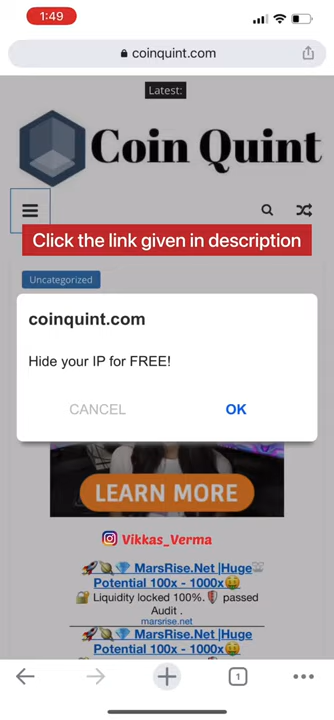 1:49
coinquint.com
Latest:
Coin Quint
Click the link given in description
Uncategorized
coinquint.com
Hide your IP for FREE!
CANCEL
OK
LEARN MORE
Vikkas_Verma
🚀🪐💎 MarsRise.Net |Huge
Potential 100x - 1000x🤑
🔐 Liquidity locked 100%. passed
Audit .
marsrise.net
🚀🪐💎 MarsRise.Net |Huge
Potential 100x - 1000x🤑
1